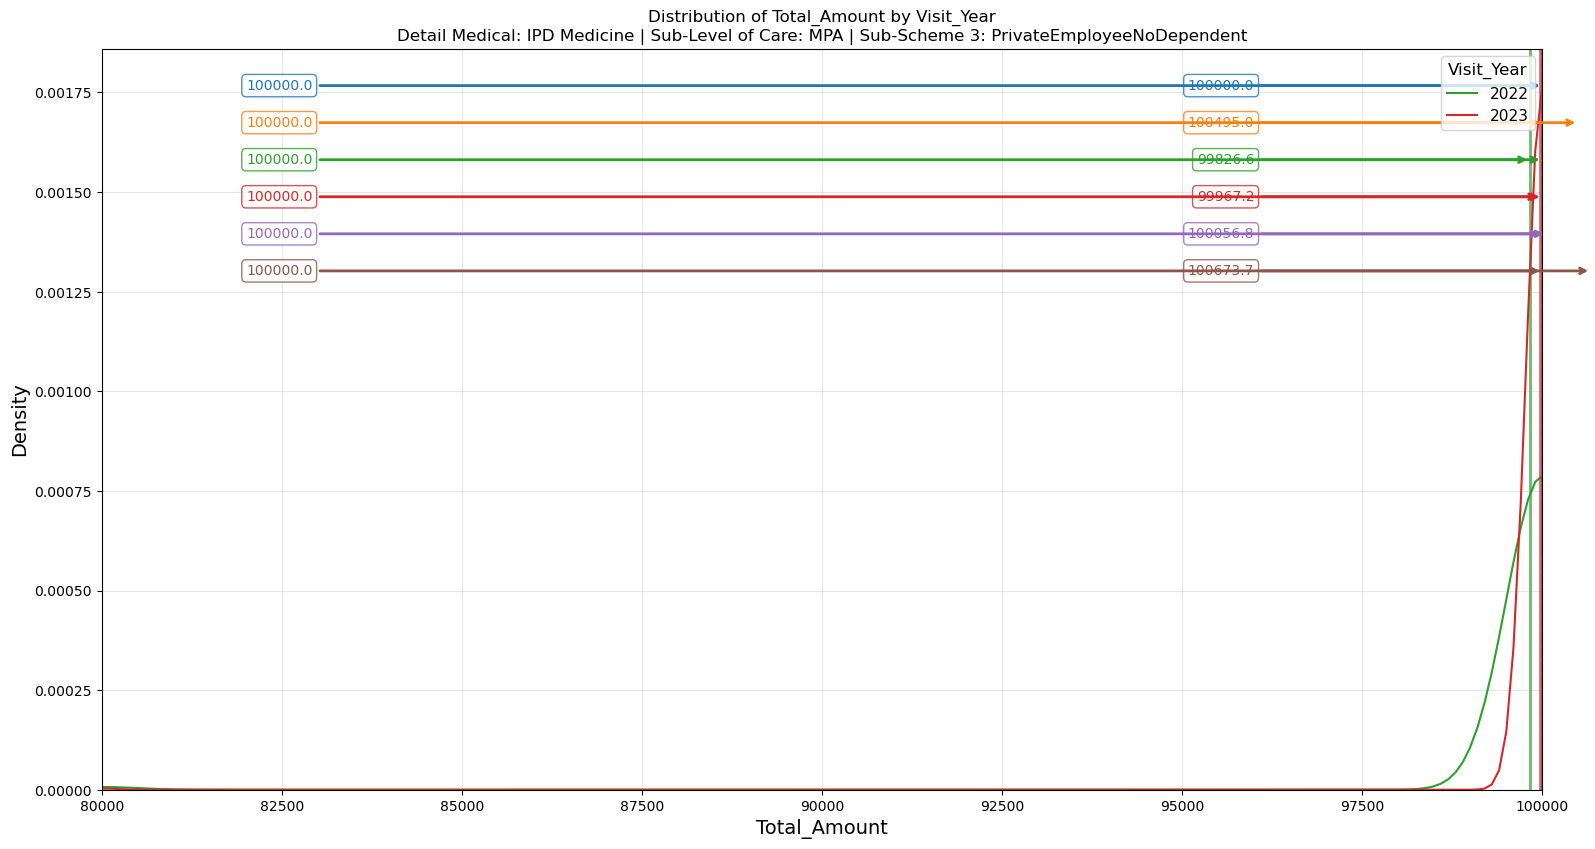 Distribution of Total_Amount by Visit_Year
Detail Medical: IPD Medicine | Sub-Level of Care: MPA | Sub-Scheme 3: PrivateEmployeeNoDependent
Visit_Year
2022
2023
100000.0 100000.0
100000.0 100495.0
100000.0 99826.6
100000.0 99967.2
100000.0 100056.8
100000.0 100673.7
0.00175
0.00150
0.00125
0.00100
0.00075
0.00050
0.00025
0.00000
Density
80000 82500 85000 87500 90000 92500 95000 97500 100000
Total_Amount